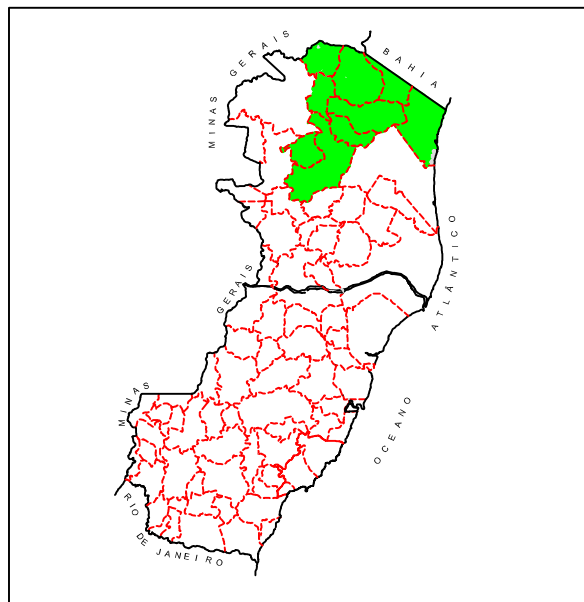 MINAS GERAIS
BAHIA
ATLÂNTICO
OCEANO
MINAS
GERAIS
RIO DE JANEIRO